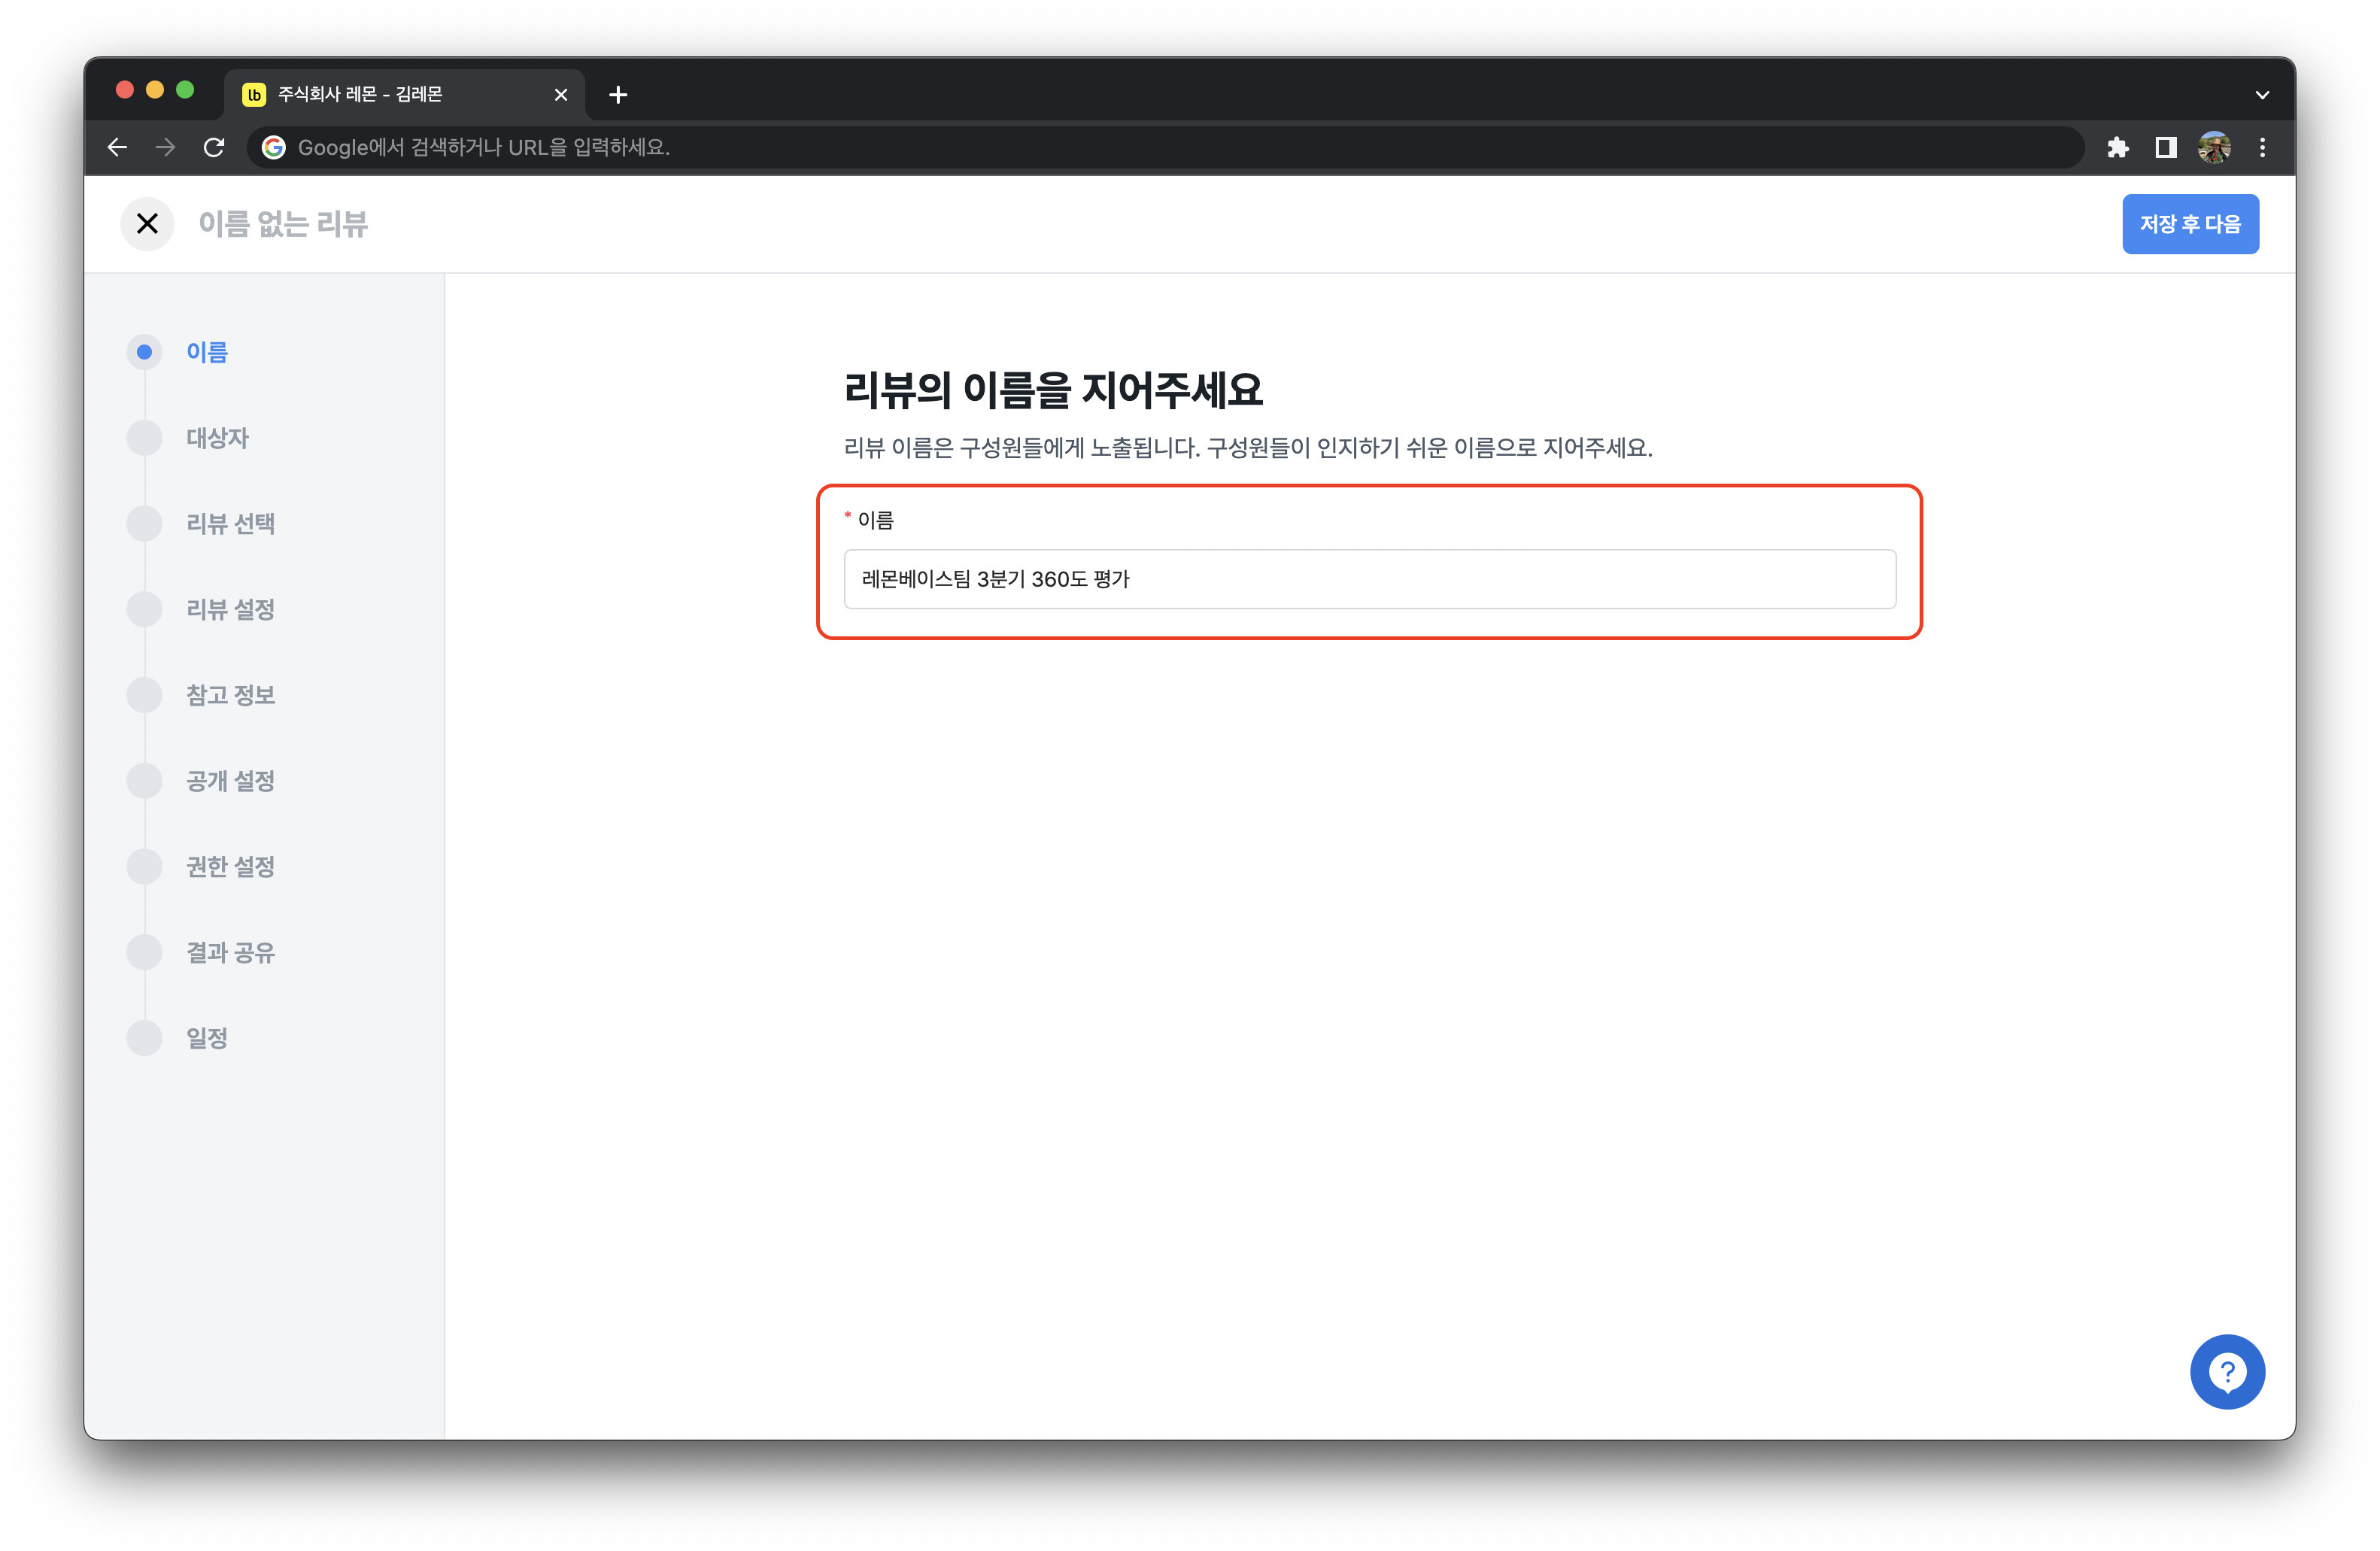 lb 주식회사 레몬 - 김레몬
Google에서 검색하거나 URL을 입력하세요.
이름 없는 리뷰
저장 후 다음
이름
대상자
리뷰 선택
리뷰 설정
참고 정보
공개 설정
권한 설정
결과 공유
일정
리뷰의 이름을 지어주세요
리뷰 이름은 구성원들에게 노출됩니다. 구성원들이 인지하기 쉬운 이름으로 지어주세요.
* 이름
레몬베이스팀 3분기 360도 평가
?